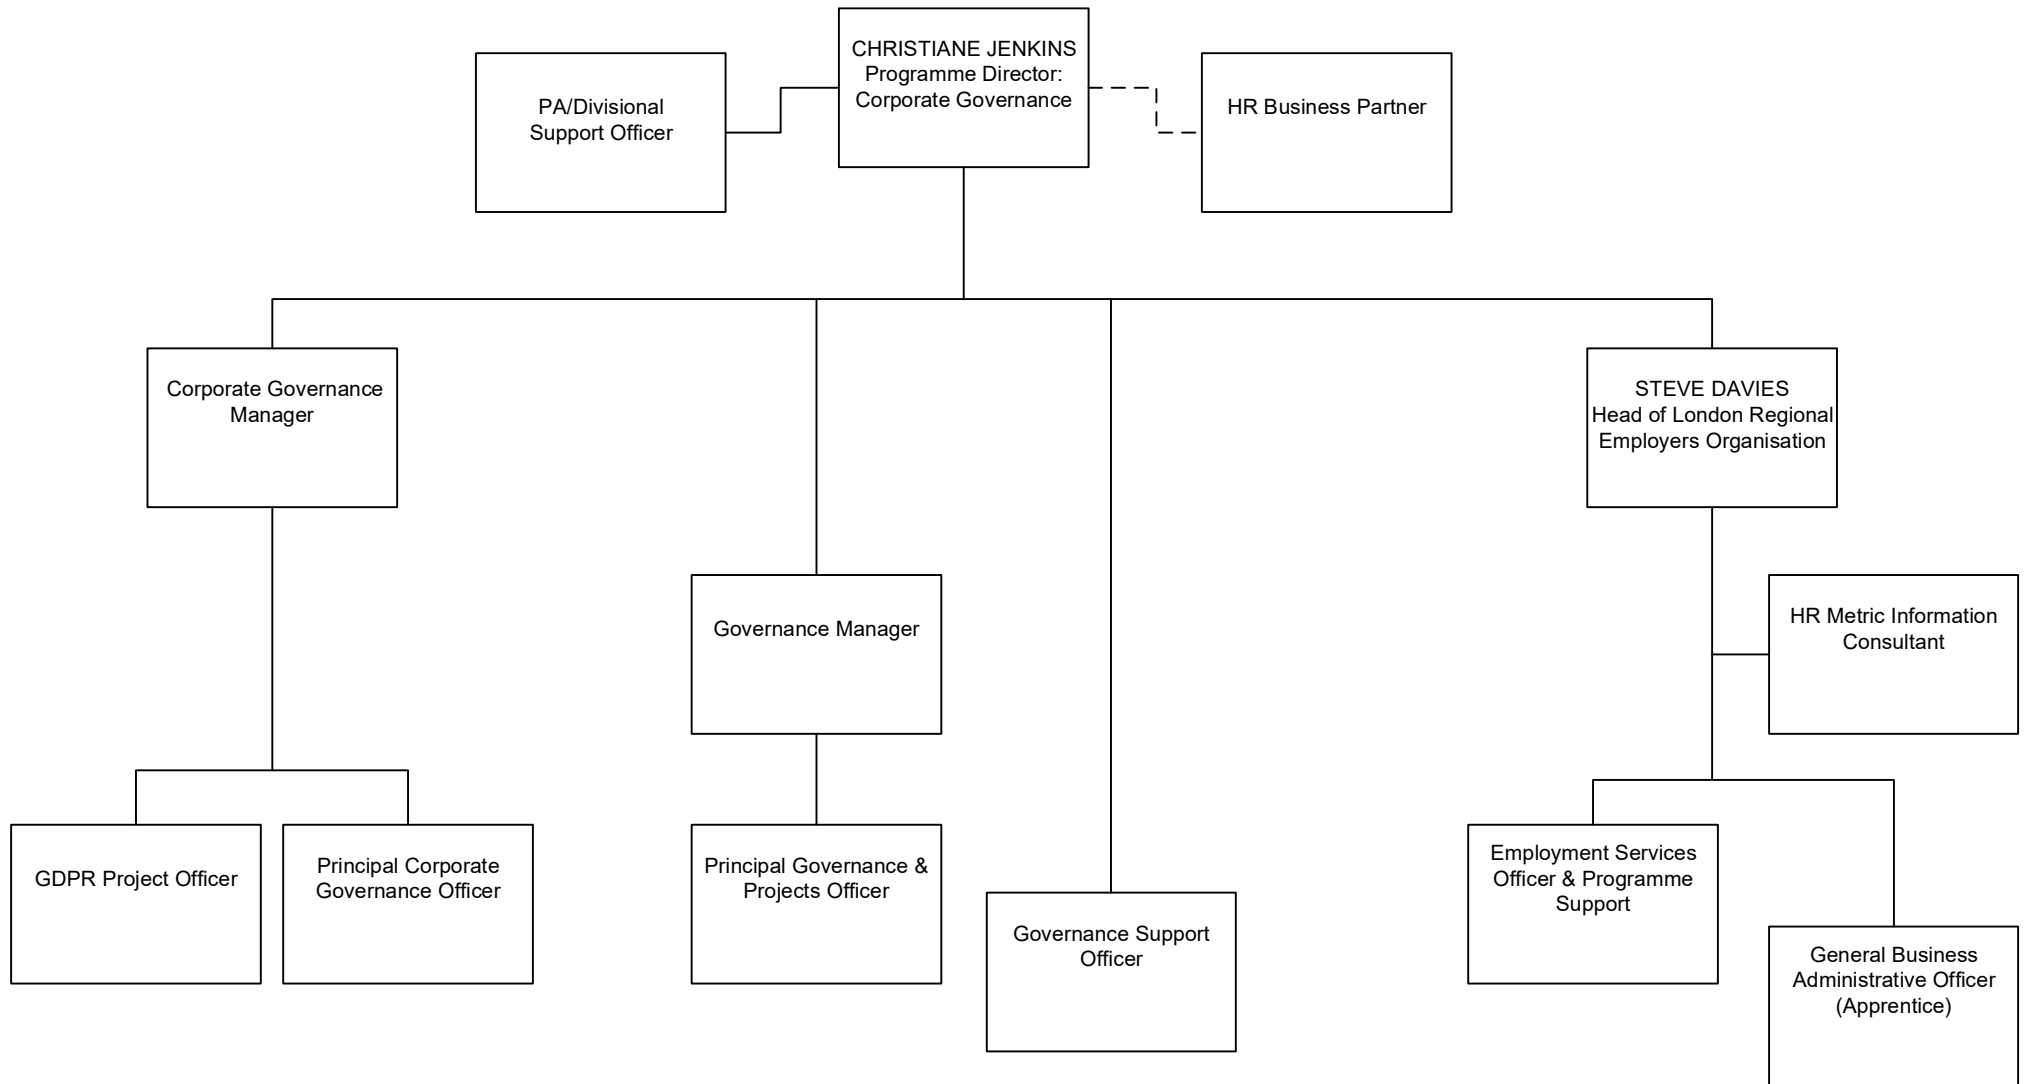 CHRISTIANE JENKINS
Programme Director:
Corporate Governance
PA/Divisional
Support Officer
HR Business Partner
Corporate Governance
Manager
STEVE DAVIES
Head of London Regional
Employers Organisation
Governance Manager
HR Metric Information
Consultant
GDPR Project Officer
Principal Corporate
Governance Officer
Principal Governance &
Projects Officer
Governance Support
Officer
Employment Services
Officer & Programme
Support
General Business
Administrative Officer
(Apprentice)